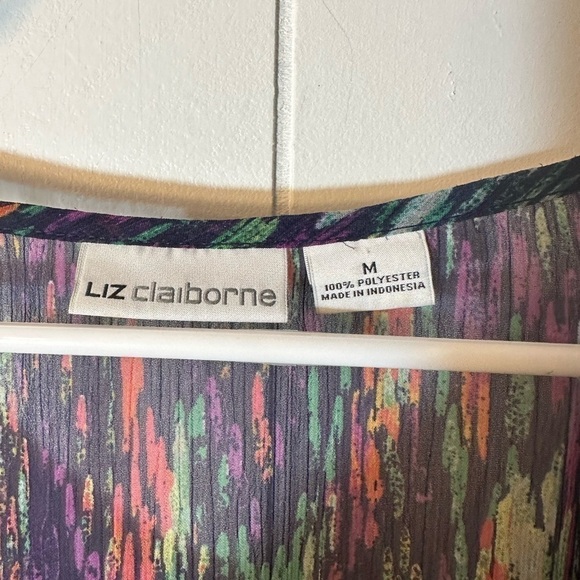 LIZ claiborne
M
100% POLYESTER
MADE IN INDONESIA